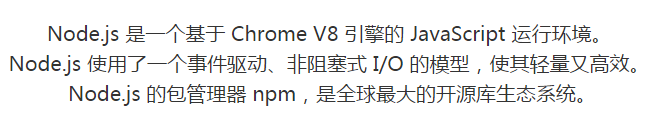 Node.js 是一个基于 Chrome V8 引擎的 JavaScript 运行环境。
Node.js 使用了一个事件驱动、非阻塞式 I/O 的模型，使其轻量又高效。
Node.js 的包管理器 npm，是全球最大的开源库生态系统。